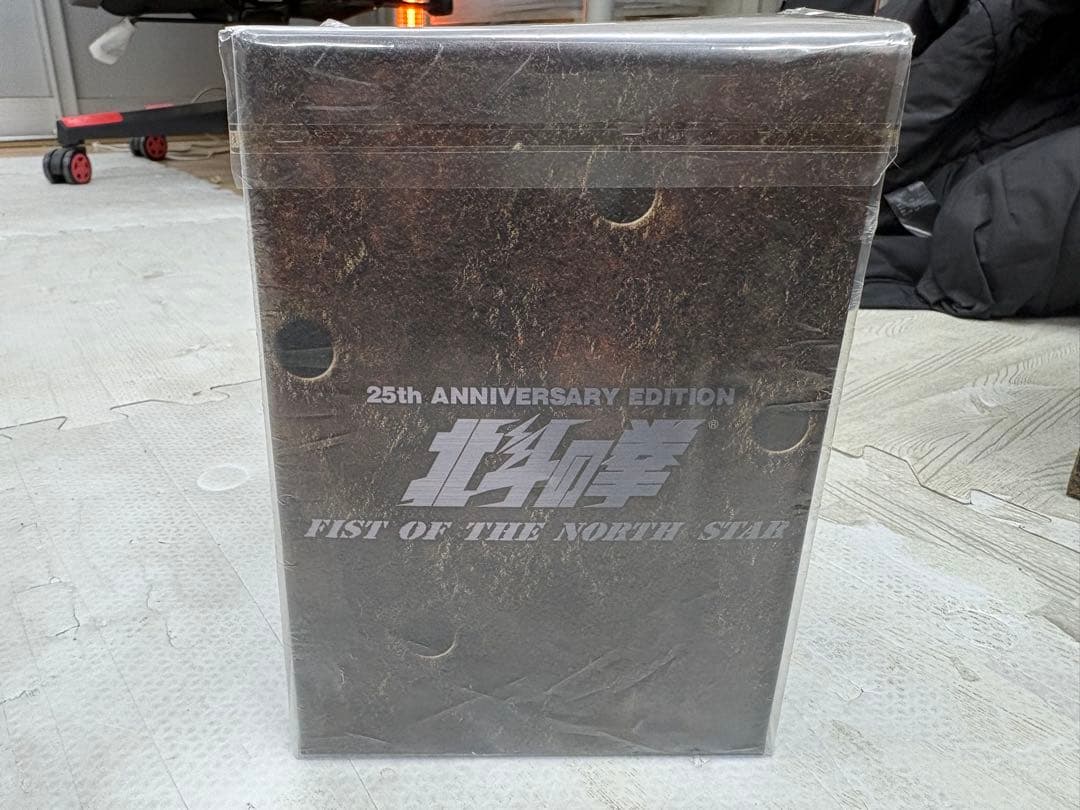 25th ANNIVERSARY EDITION
北斗の拳®
FIST OF THE NORTH STAR